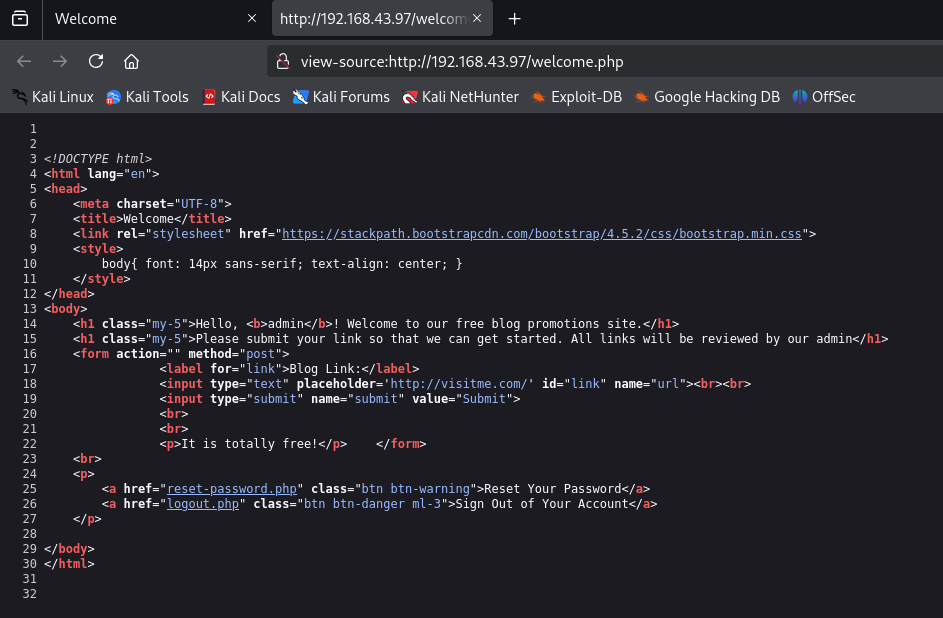 Welcome
http://192.168.43.97/welcom
view-source:http://192.168.43.97/welcome.php
Kali Linux Kali Tools Kali Docs Kali Forums Kali NetHunter Exploit-DB Google Hacking DB OffSec
1
2
3 <!DOCTYPE html>
4 <html lang="en">
5 <head>
6     <meta charset="UTF-8">
7     <title>Welcome</title>
8     <link rel="stylesheet" href="https://stackpath.bootstrapcdn.com/bootstrap/4.5.2/css/bootstrap.min.css">
9     <style>
10         body{ font: 14px sans-serif; text-align: center; }
11     </style>
12 </head>
13 <body>
14     <h1 class="my-5">Hello, <b>admin</b>! Welcome to our free blog promotions site.</h1>
15     <h1 class="my-5">Please submit your link so that we can get started. All links will be reviewed by our admin</h1>
16     <form action="" method="post">
17                 <label for="link">Blog Link:</label>
18                 <input type="text" placeholder='http://visitme.com/' id="link" name="url"><br><br>
19                 <input type="submit" name="submit" value="Submit">
20                 <br>
21                 <br>
22                 <p>It is totally free!</p>    </form>
23     <br>
24     <p>
25         <a href="reset-password.php" class="btn btn-warning">Reset Your Password</a>
26         <a href="logout.php" class="btn btn-danger ml-3">Sign Out of Your Account</a>
27     </p>
28
29 </body>
30 </html>
31
32